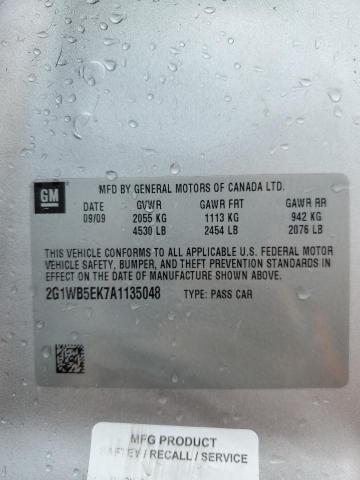 GM
MFD BY GENERAL MOTORS OF CANADA LTD.
DATE GVWR GAWR FRT GAWR RR
09/09 2055 KG 1113 KG 942 KG
4530 LB 2454 LB 2076 LB
THIS VEHICLE CONFORMS TO ALL APPLICABLE U.S. FEDERAL MOTOR
VEHICLE SAFETY, BUMPER, AND THEFT PREVENTION STANDARDS IN
EFFECT ON THE DATE OF MANUFACTURE SHOWN ABOVE.
2G1WB5EK7A1135048 TYPE: PASS CAR
MFG PRODUCT
SAFTEY / RECALL / SERVICE